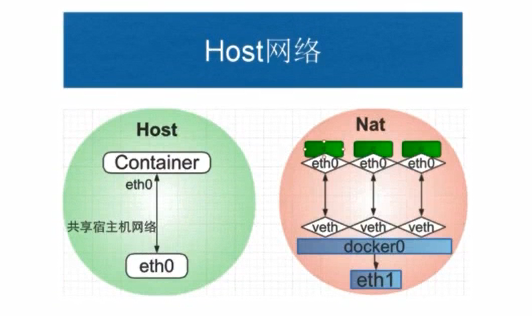 Host网络
Host
Container
eth0
共享宿主机网络
eth0
Nat
eth0 eth0 eth0
veth veth veth
docker0
eth1